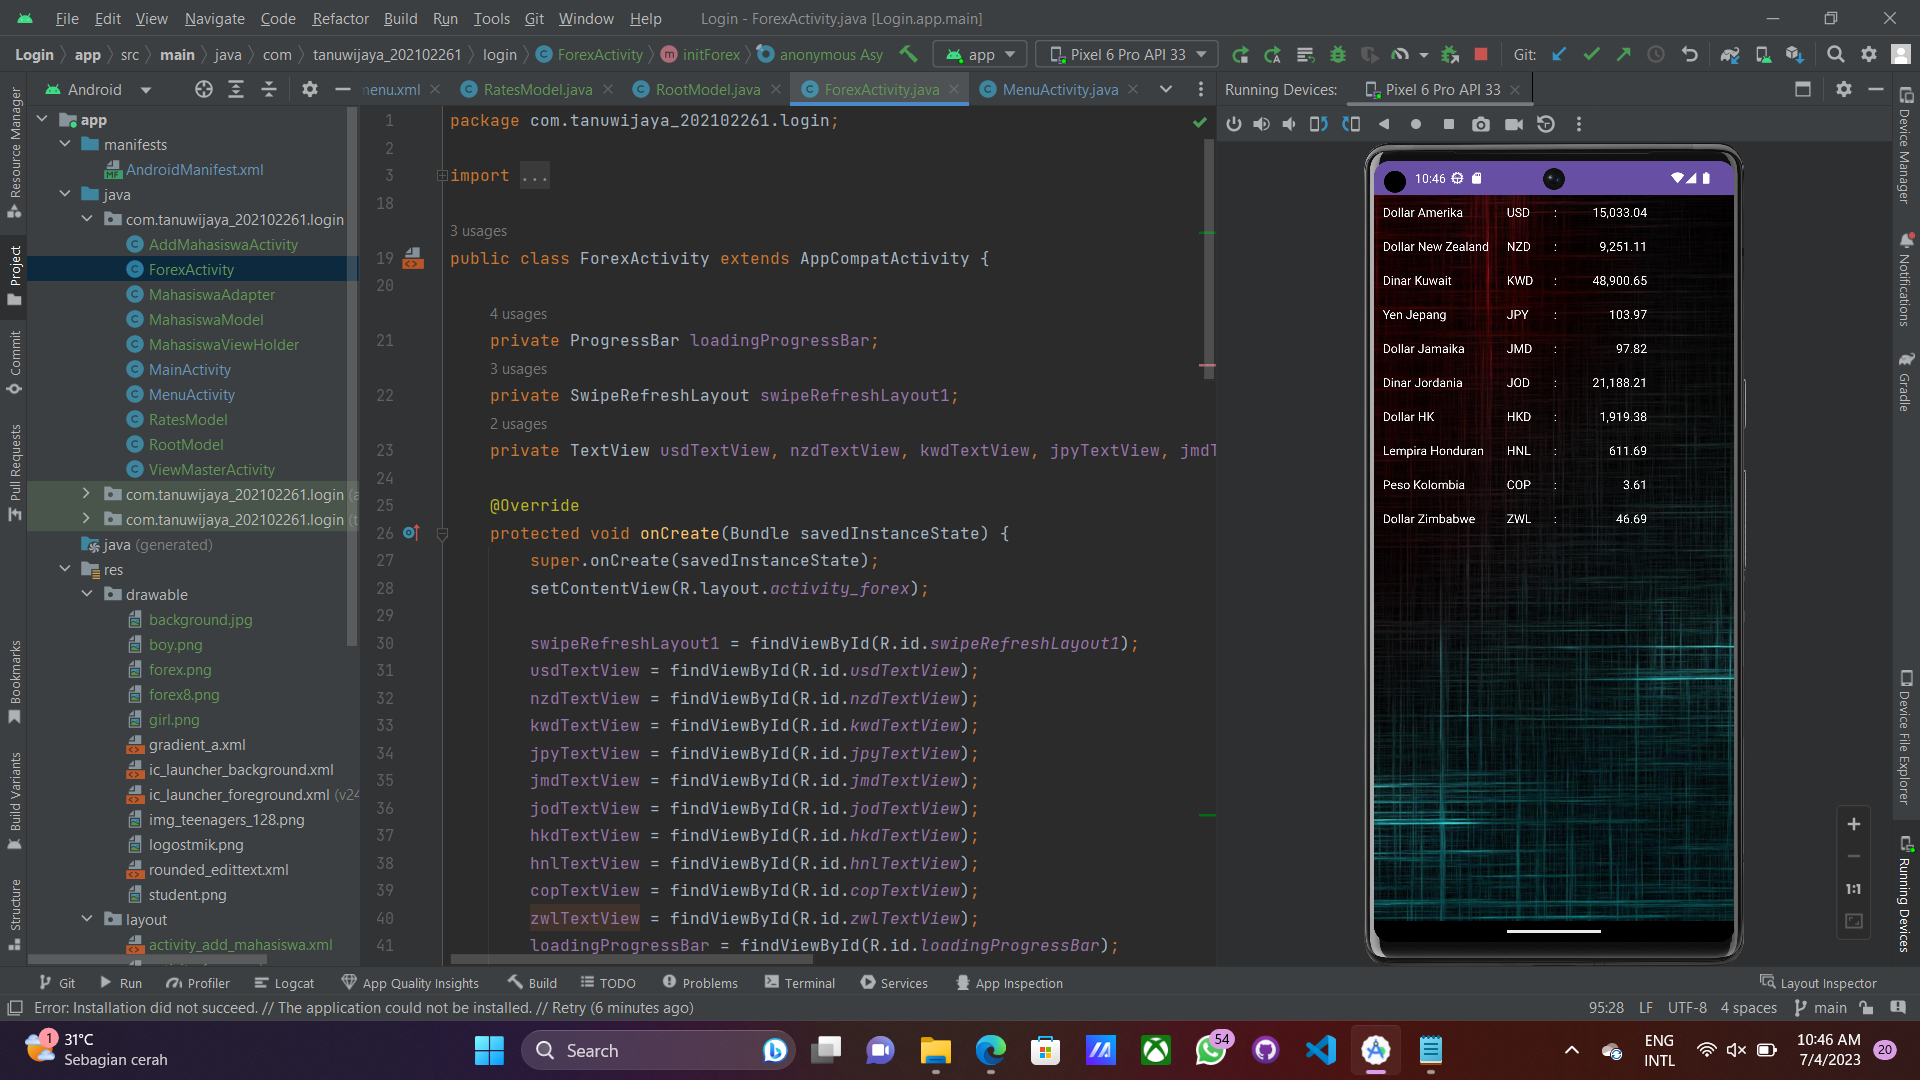 File Edit View Navigate Code Refactor Build Run Tools Git Window Help Login - ForexActivity.java [Login.app.main]
Login app src main java com tanuwijaya_202102261 login ForexActivity initForex anonymous Asy app Pixel 6 Pro API 33 Git:
Android
enu.xml RatesModel.java RootModel.java ForexActivity.java MenuActivity.java
Running Devices: Pixel 6 Pro API 33
Resource Manager
Project
Commit
Pull Requests
Bookmarks
Build Variants
Structure
app
manifests
AndroidManifest.xml
java
com.tanuwijaya_202102261.login
AddMahasiswaActivity
ForexActivity
MahasiswaAdapter
MahasiswaModel
MahasiswaViewHolder
MainActivity
MenuActivity
RatesModel
RootModel
ViewMasterActivity
com.tanuwijaya_202102261.login (a
com.tanuwijaya_202102261.login (t
java (generated)
res
drawable
background.jpg
boy.png
forex.png
forex8.png
girl.png
gradient_a.xml
ic_launcher_background.xml
ic_launcher_foreground.xml (v24
img_teenagers_128.png
logostmik.png
rounded_edittext.xml
student.png
layout
activity_add_mahasiswa.xml
1 package com.tanuwijaya_202102261.login;
2
3 import ...
18
3 usages
19 public class ForexActivity extends AppCompatActivity {
20
4 usages
21 private ProgressBar loadingProgressBar;
3 usages
22 private SwipeRefreshLayout swipeRefreshLayout1;
2 usages
23 private TextView usdTextView, nzdTextView, kwdTextView, jpyTextView, jmdT
24
25 @Override
26 protected void onCreate(Bundle savedInstanceState) {
27 super.onCreate(savedInstanceState);
28 setContentView(R.layout.activity_forex);
29
30 swipeRefreshLayout1 = findViewById(R.id.swipeRefreshLayout1);
31 usdTextView = findViewById(R.id.usdTextView);
32 nzdTextView = findViewById(R.id.nzdTextView);
33 kwdTextView = findViewById(R.id.kwdTextView);
34 jpyTextView = findViewById(R.id.jpyTextView);
35 jmdTextView = findViewById(R.id.jmdTextView);
36 jodTextView = findViewById(R.id.jodTextView);
37 hkdTextView = findViewById(R.id.hkdTextView);
38 hnlTextView = findViewById(R.id.hnlTextView);
39 copTextView = findViewById(R.id.copTextView);
40 zwlTextView = findViewById(R.id.zwlTextView);
41 loadingProgressBar = findViewById(R.id.loadingProgressBar);
10:46
Dollar Amerika USD : 15,033.04
Dollar New Zealand NZD : 9,251.11
Dinar Kuwait KWD : 48,900.65
Yen Jepang JPY : 103.97
Dollar Jamaika JMD : 97.82
Dinar Jordania JOD : 21,188.21
Dollar HK HKD : 1,919.38
Lempira Honduran HNL : 611.69
Peso Kolombia COP : 3.61
Dollar Zimbabwe ZWL : 46.69
1:1
Device Manager
Notifications
Gradle
Device File Explorer
Running Devices
Git Run Profiler Logcat App Quality Insights Build TODO Problems Terminal Services App Inspection Layout Inspector
Error: Installation did not succeed. // The application could not be installed. // Retry (6 minutes ago) 95:28 LF UTF-8 4 spaces main
1 31°C
Sebagian cerah
Search
54
ENG
INTL
10:46 AM
7/4/2023
20